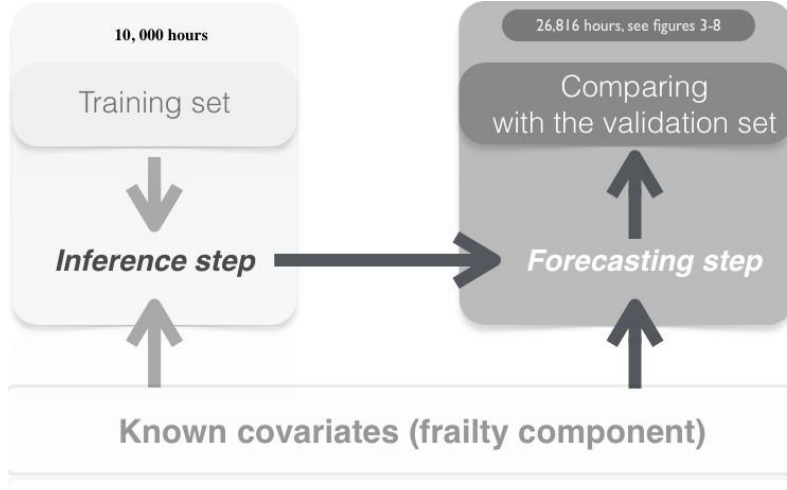 10, 000 hours
Training set
Inference step
26,816 hours, see figures 3-8
Comparing
with the validation set
Forecasting step
Known covariates (frailty component)